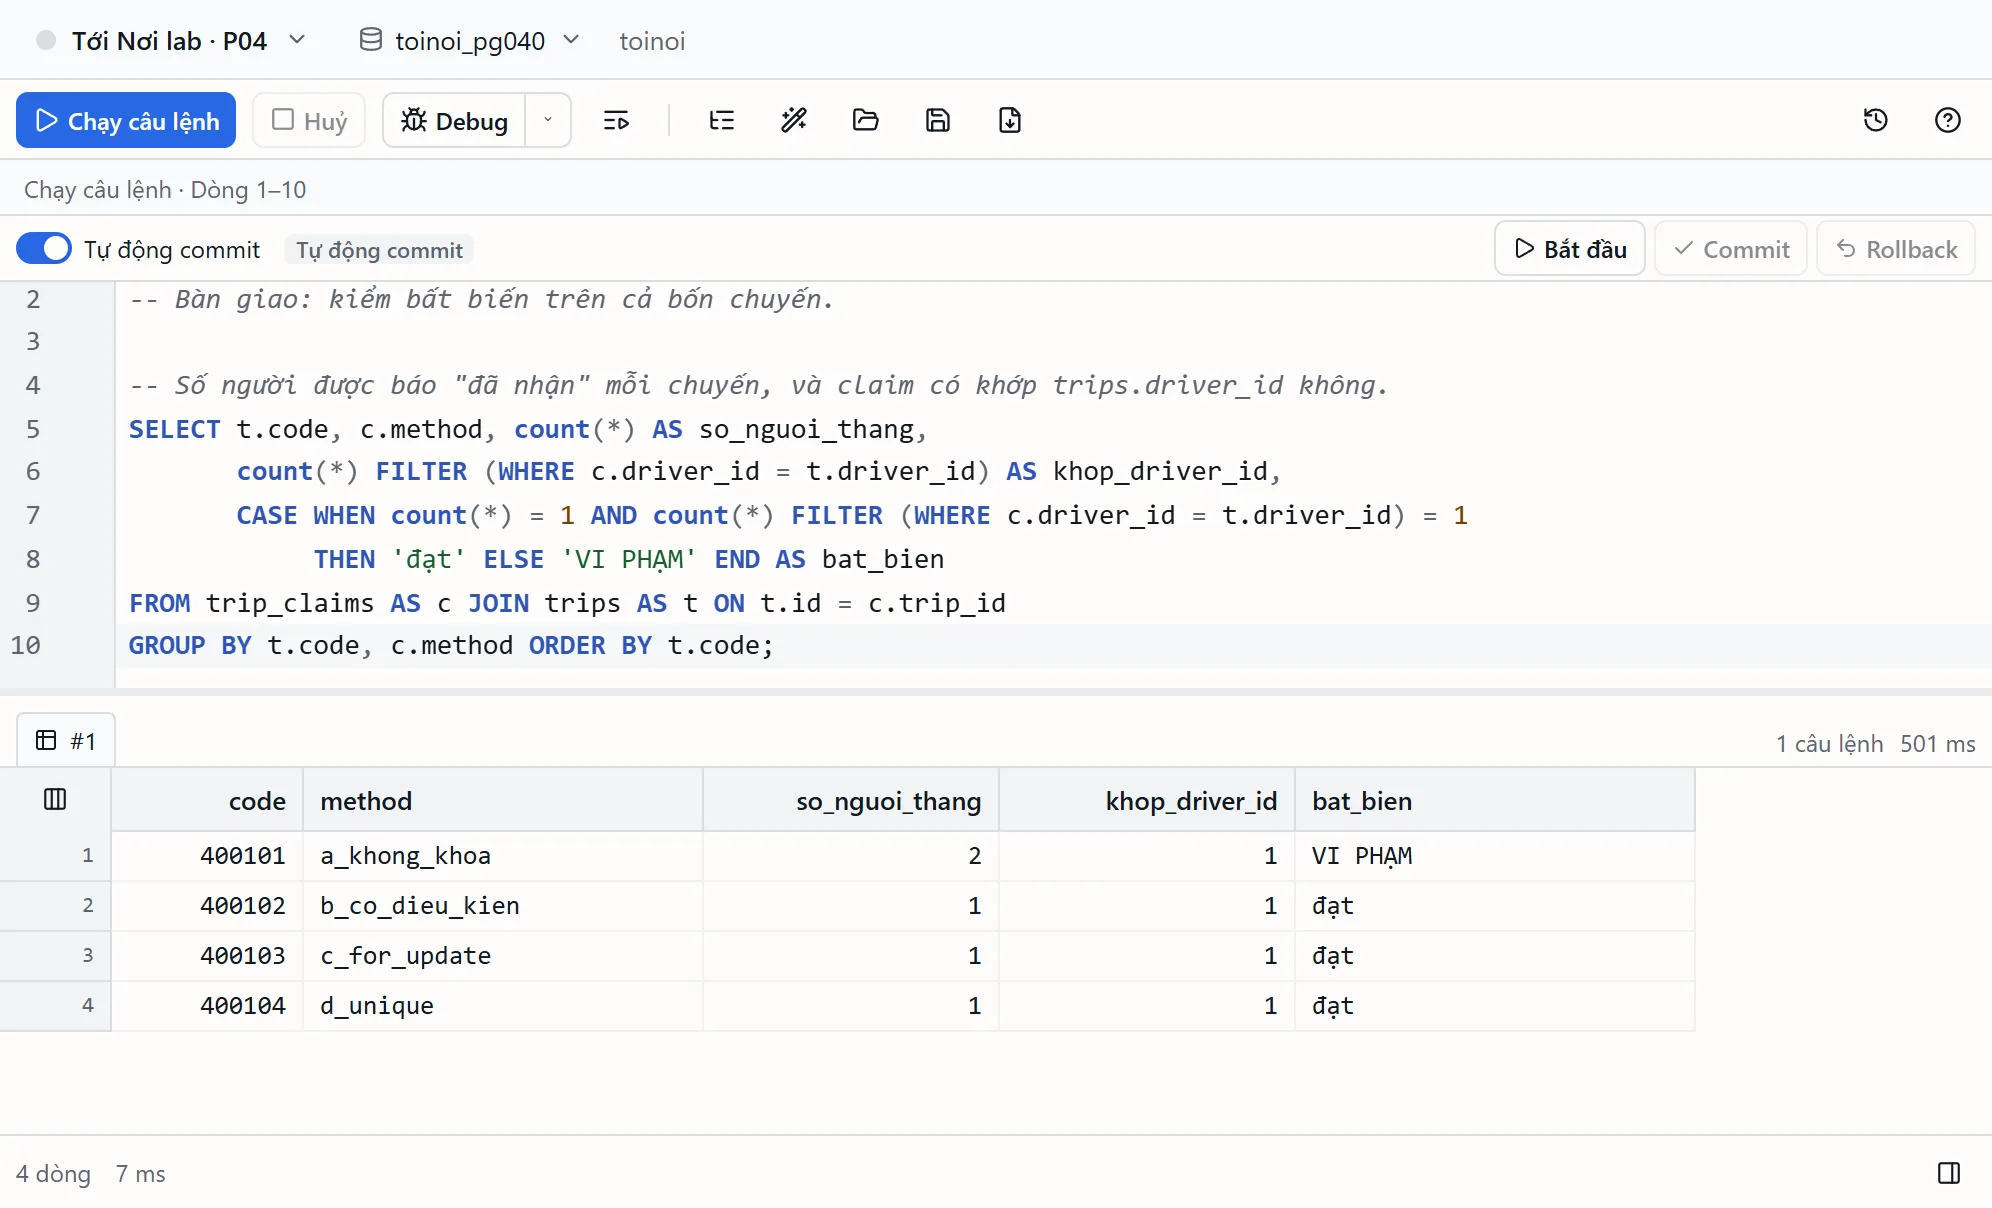 Tới Nơi lab · P04 toinoi_pg040 toinoi
Chạy câu lệnh Huỷ Debug
Chạy câu lệnh · Dòng 1–10
Tự động commit Tự động commit Bắt đầu Commit Rollback
2 -- Bàn giao: kiểm bất biến trên cả bốn chuyến.
3
4 -- Số người được báo "đã nhận" mỗi chuyến, và claim có khớp trips.driver_id không.
5 SELECT t.code, c.method, count(*) AS so_nguoi_thang,
6 count(*) FILTER (WHERE c.driver_id = t.driver_id) AS khop_driver_id,
7 CASE WHEN count(*) = 1 AND count(*) FILTER (WHERE c.driver_id = t.driver_id) = 1
8 THEN 'đạt' ELSE 'VI PHẠM' END AS bat_bien
9 FROM trip_claims AS c JOIN trips AS t ON t.id = c.trip_id
10 GROUP BY t.code, c.method ORDER BY t.code;
#1 1 câu lệnh 501 ms
code method so_nguoi_thang khop_driver_id bat_bien
1 400101 a_khong_khoa 2 1 VI PHẠM
2 400102 b_co_dieu_kien 1 1 đạt
3 400103 c_for_update 1 1 đạt
4 400104 d_unique 1 1 đạt
4 dòng 7 ms